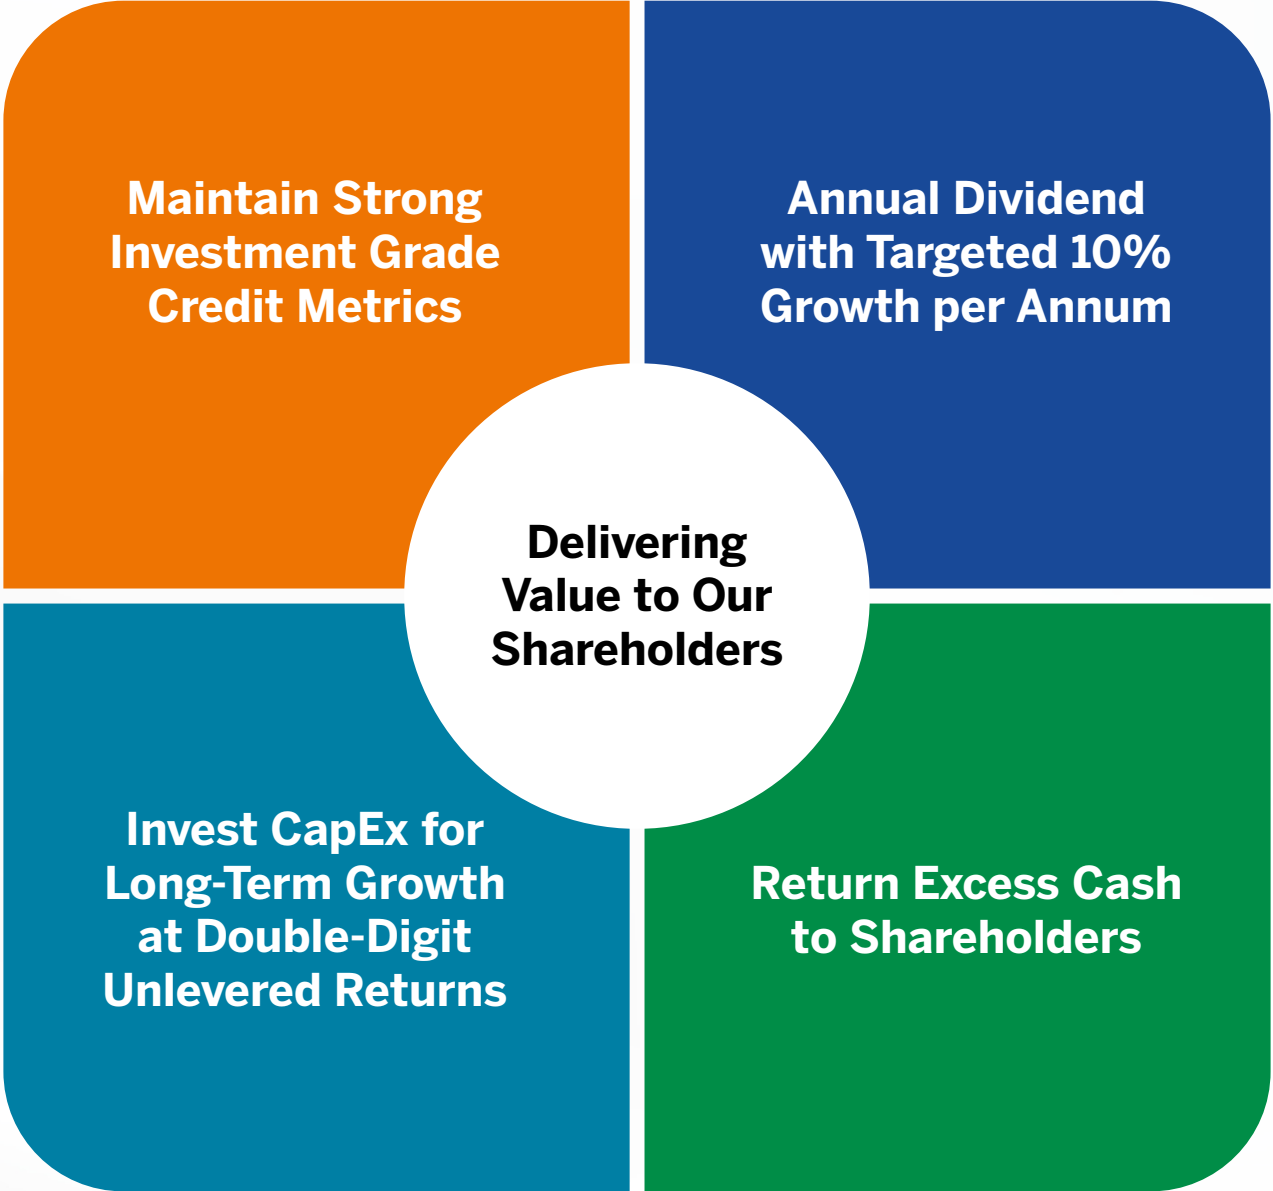 Maintain Strong
Investment Grade
Credit Metrics
Annual Dividend
with Targeted 10%
Growth per Annum
Delivering
Value to Our
Shareholders
Invest CapEx for
Long-Term Growth
at Double-Digit
Unlevered Returns
Return Excess Cash
to Shareholders